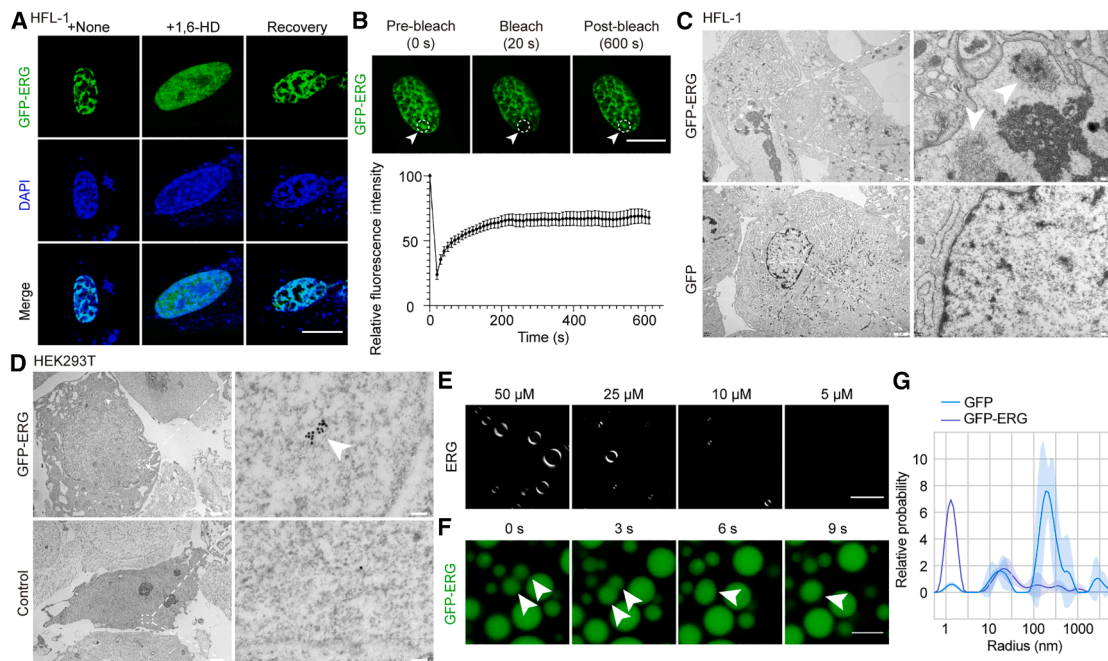 A HFL-1
+None +1,6-HD Recovery
GFP-ERG
DAPI
Merge
B Pre-bleach Bleach Post-bleach
(0 s) (20 s) (600 s)
GFP-ERG
Relative fluorescence intensity
100
50
0
0 200 400 600
Time (s)
C HFL-1
GFP-ERG
GFP
D HEK293T
GFP-ERG
Control
E 50 µM 25 µM 10 µM 5 µM
ERG
F 0 s 3 s 6 s 9 s
GFP-ERG
G
GFP
GFP-ERG
Relative probability
10
8
6
4
2
0
1 10 100 1000
Radius (nm)